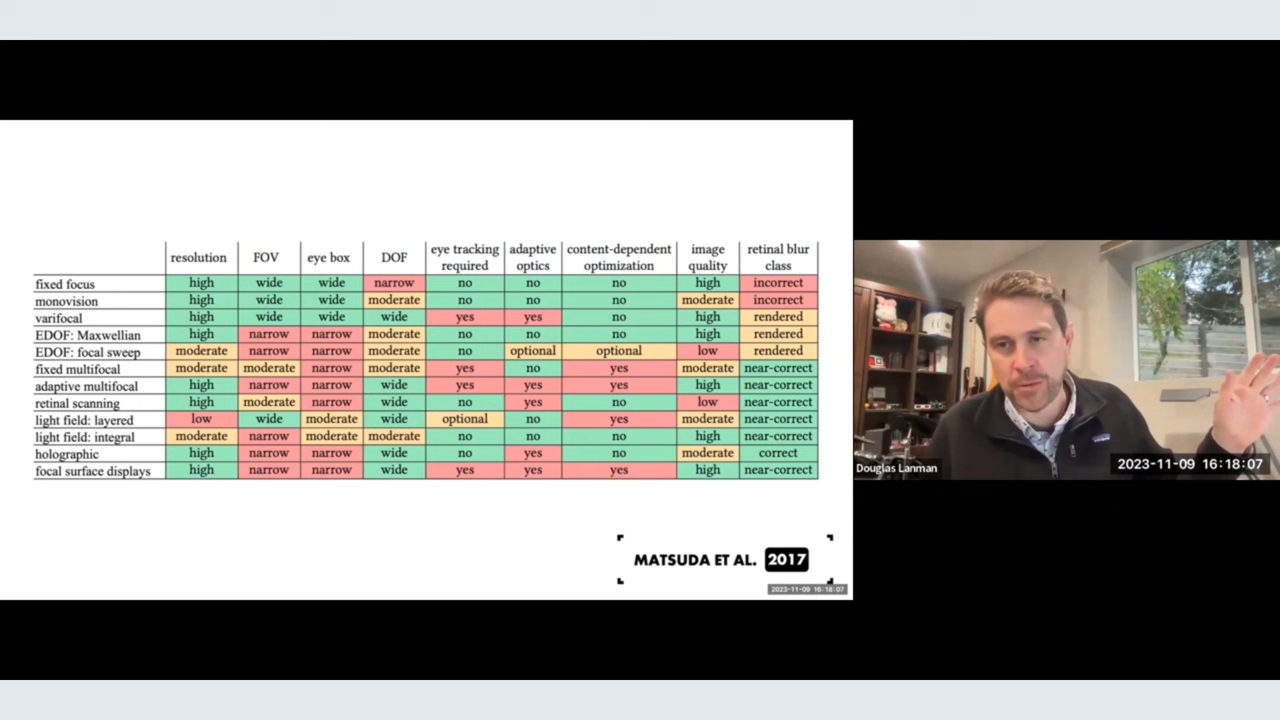 resolution FOV eye box DOF eye tracking required adaptive optics content-dependent optimization image quality retinal blur class
fixed focus high wide wide narrow no no no high incorrect
monovision high wide wide moderate no no no moderate incorrect
varifocal high wide wide wide yes yes no high rendered
EDOF: Maxwellian high narrow narrow moderate no no no high rendered
EDOF: focal sweep moderate narrow narrow moderate no optional optional low rendered
fixed multifocal moderate moderate narrow moderate yes no yes moderate near-correct
adaptive multifocal high narrow narrow wide yes yes yes high near-correct
retinal scanning high moderate narrow wide no yes no low near-correct
light field: layered low wide moderate wide optional no yes moderate near-correct
light field: integral moderate narrow moderate moderate no no no high near-correct
holographic high narrow narrow wide no yes no moderate correct
focal surface displays high narrow narrow wide yes yes yes high near-correct
MATSUDA ET AL. 2017
2023-11-09 16:18:07
Douglas Lanman
2023-11-09 16:18:07